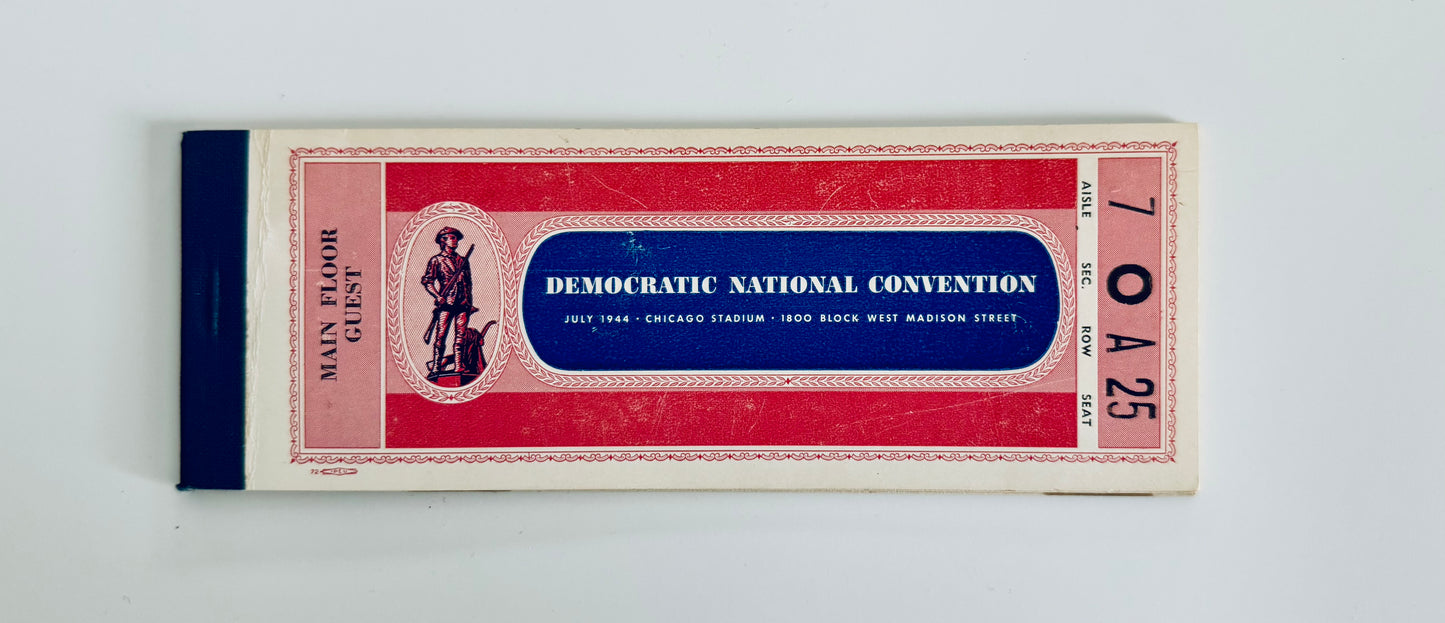 MAIN FLOOR
GUEST
DEMOCRATIC NATIONAL CONVENTION
JULY 1944 · CHICAGO STADIUM · 1800 BLOCK WEST MADISON STREET
AISLE SEC. ROW SEAT
7 O A 25
72